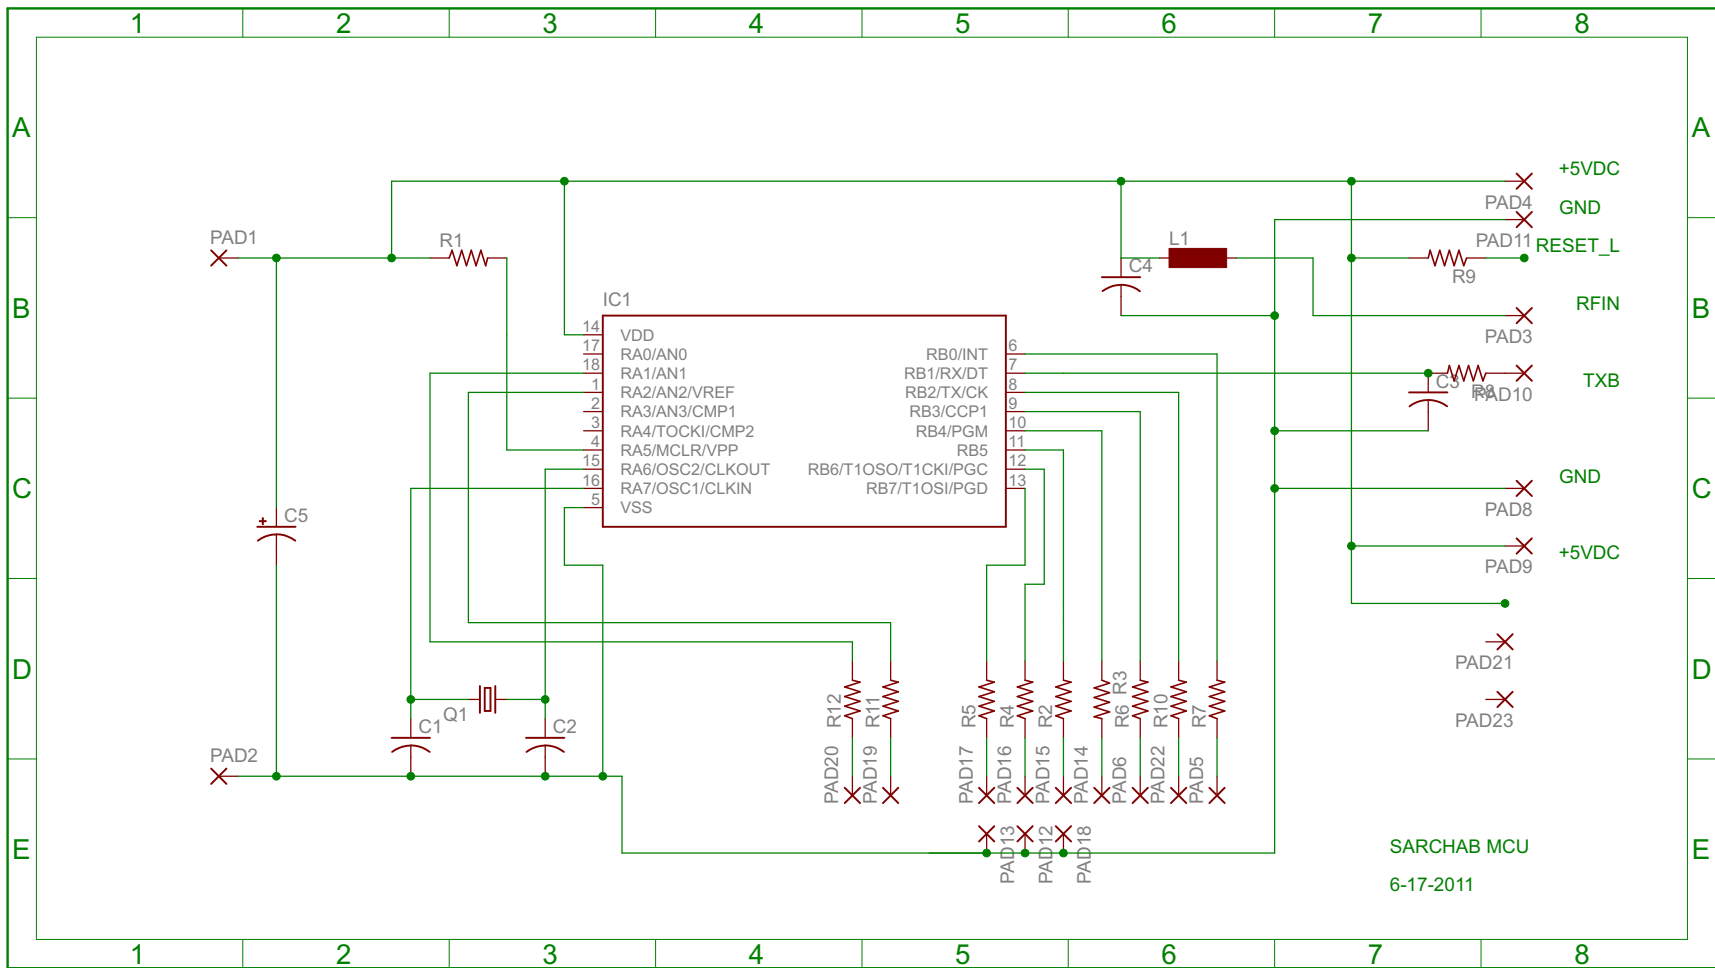 1 2 3 4 5 6 7 8
A A
+5VDC
PAD4
GND
PAD1
R1
L1
PAD11
RESET_L
C4
R9
IC1
B B
RFIN
14 VDD
PAD3
17 RA0/AN0
RB0/INT 6
18 RA1/AN1
RB1/RX/DT 7
1 RA2/AN2/VREF
RB2/TX/CK 8
C3
R8
PAD10
TXB
2 RA3/AN3/CMP1
RB3/CCP1 9
3 RA4/TOCKI/CMP2
RB4/PGM 10
4 RA5/MCLR/VPP
RB5 11
15 RA6/OSC2/CLKOUT
RB6/T1OSO/T1CKI/PGC 12
16 RA7/OSC1/CLKIN
RB7/T1OSI/PGD 13
5 VSS
C C
GND
PAD8
C5
+5VDC
PAD9
D D
PAD21
R12
R11
R5
R4
R2
R3
R6
R10
R7
Q1
C1
C2
PAD23
PAD2
PAD20
PAD19
PAD17
PAD16
PAD15
PAD14
PAD6
PAD22
PAD5
PAD13
PAD12
PAD18
E E
SARCHAB MCU
6-17-2011
1 2 3 4 5 6 7 8